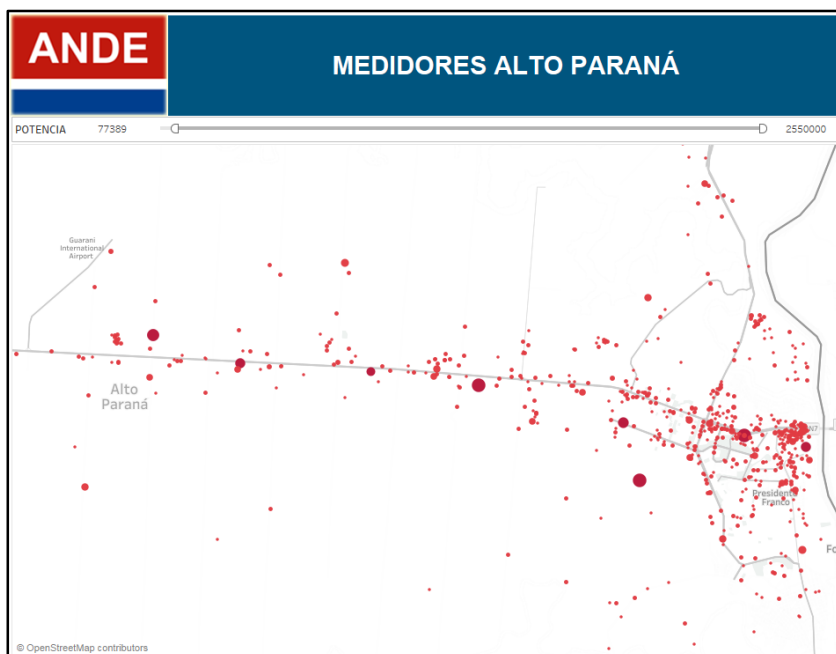 ANDE
MEDIDORES ALTO PARANÁ
POTENCIA 77389 2550000
Guarani
International
Airport
Alto
Paraná
Presidente
Franco
© OpenStreetMap contributors